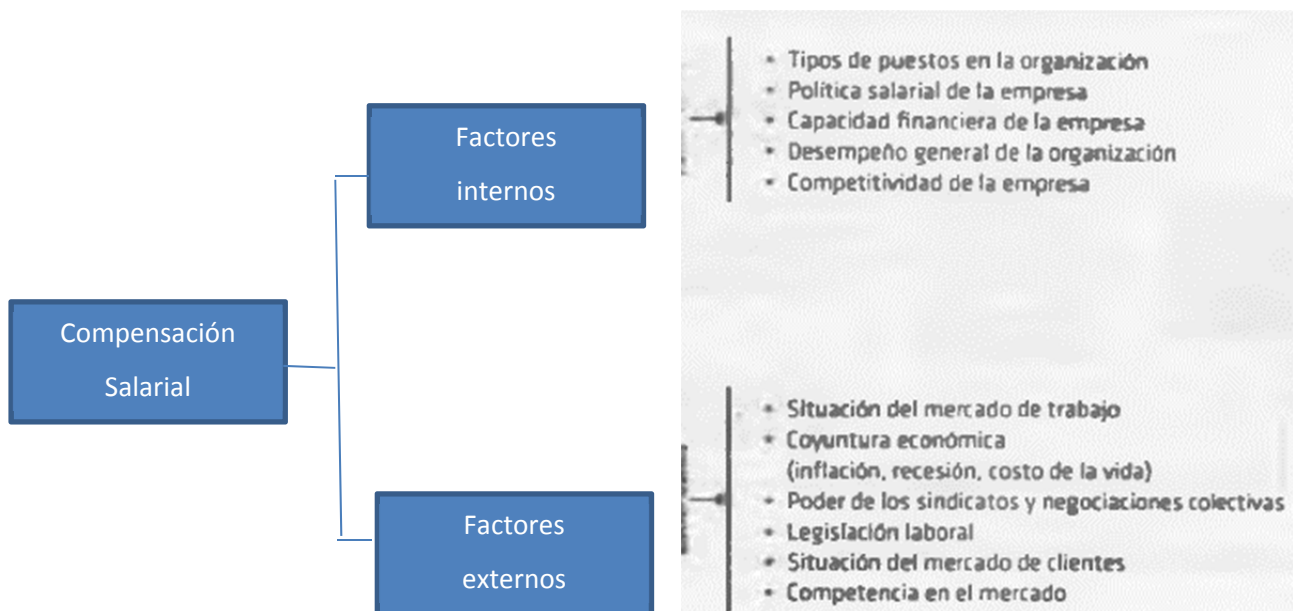 Compensación
Salarial
Factores
internos
• Tipos de puestos en la organización
• Política salarial de la empresa
• Capacidad financiera de la empresa
• Desempeño general de la organización
• Competitividad de la empresa
Factores
externos
• Situación del mercado de trabajo
• Coyuntura económica
(inflación, recesión, costo de la vida)
• Poder de los sindicatos y negociaciones colectivas
• Legislación laboral
• Situación del mercado de clientes
• Competencia en el mercado